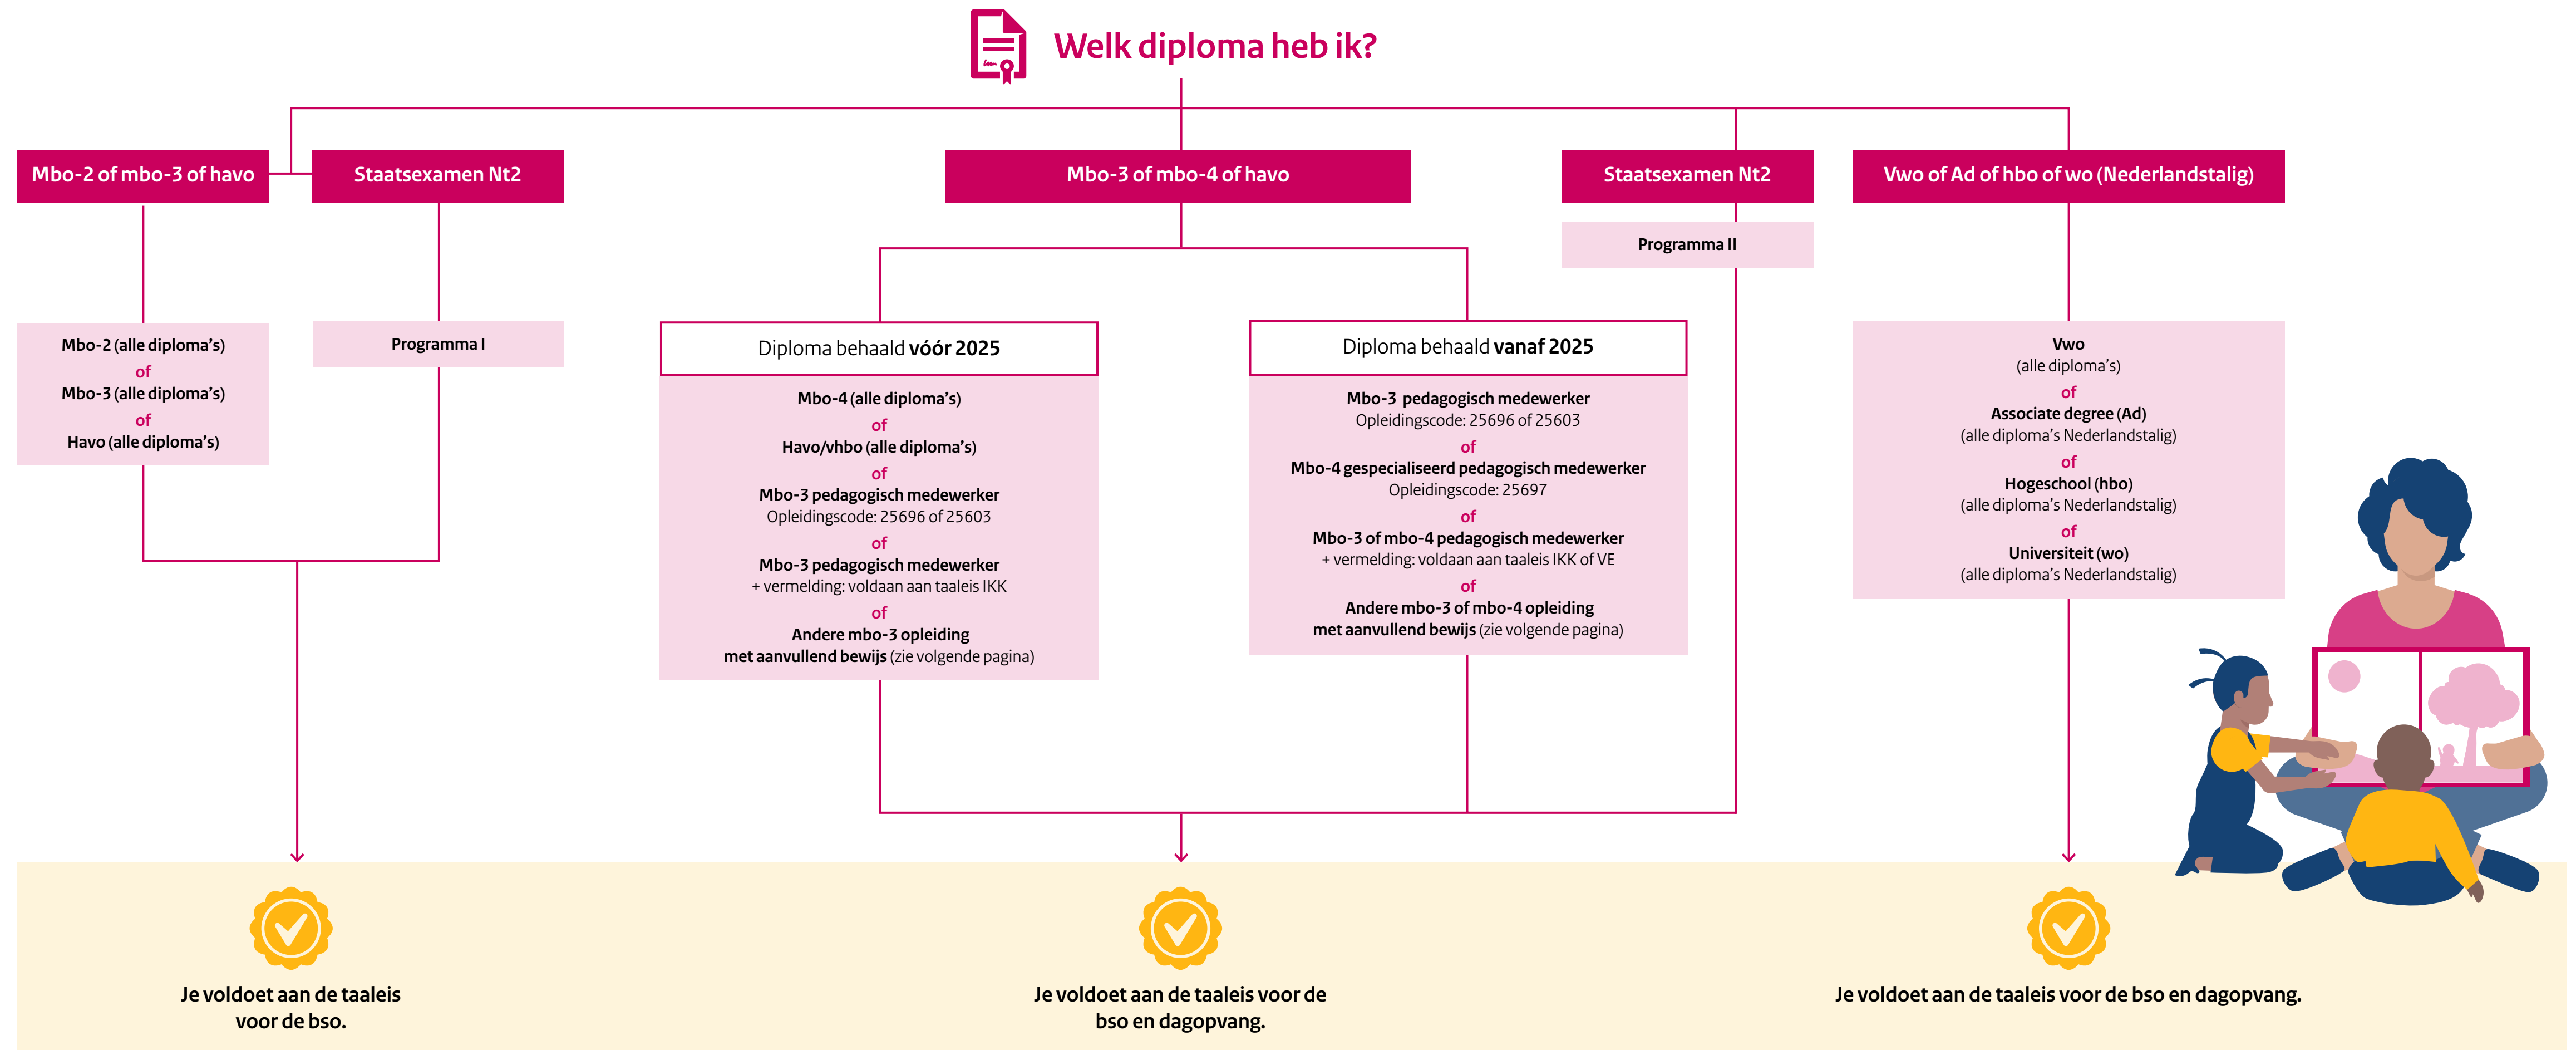 Welk diploma heb ik?
Mbo-2 of mbo-3 of havo
Staatsexamen Nt2
Mbo-3 of mbo-4 of havo
Staatsexamen Nt2
Vwo of Ad of hbo of wo (Nederlandstalig)
Programma II
Mbo-2 (alle diploma’s)
of
Mbo-3 (alle diploma’s)
of
Havo (alle diploma’s)
Programma I
Diploma behaald vóór 2025
Mbo-4 (alle diploma’s)
of
Havo/vhbo (alle diploma’s)
of
Mbo-3 pedagogisch medewerker
Opleidingscode: 25696 of 25603
of
Mbo-3 pedagogisch medewerker
+ vermelding: voldaan aan taaleis IKK
of
Andere mbo-3 opleiding
met aanvullend bewijs (zie volgende pagina)
Diploma behaald vanaf 2025
Mbo-3 pedagogisch medewerker
Opleidingscode: 25696 of 25603
of
Mbo-4 gespecialiseerd pedagogisch medewerker
Opleidingscode: 25697
of
Mbo-3 of mbo-4 pedagogisch medewerker
+ vermelding: voldaan aan taaleis IKK of VE
of
Andere mbo-3 of mbo-4 opleiding
met aanvullend bewijs (zie volgende pagina)
Vwo
(alle diploma’s)
of
Associate degree (Ad)
(alle diploma’s Nederlandstalig)
of
Hogeschool (hbo)
(alle diploma’s Nederlandstalig)
of
Universiteit (wo)
(alle diploma’s Nederlandstalig)
Je voldoet aan de taaleis
voor de bso.
Je voldoet aan de taaleis voor de
bso en dagopvang.
Je voldoet aan de taaleis voor de bso en dagopvang.